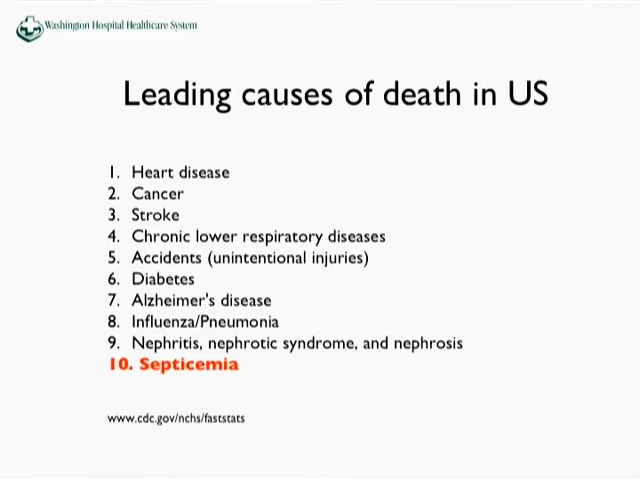 Washington Hospital Healthcare System
Leading causes of death in US
1. Heart disease
2. Cancer
3. Stroke
4. Chronic lower respiratory diseases
5. Accidents (unintentional injuries)
6. Diabetes
7. Alzheimer's disease
8. Influenza/Pneumonia
9. Nephritis, nephrotic syndrome, and nephrosis
10. Septicemia
www.cdc.gov/nchs/faststats